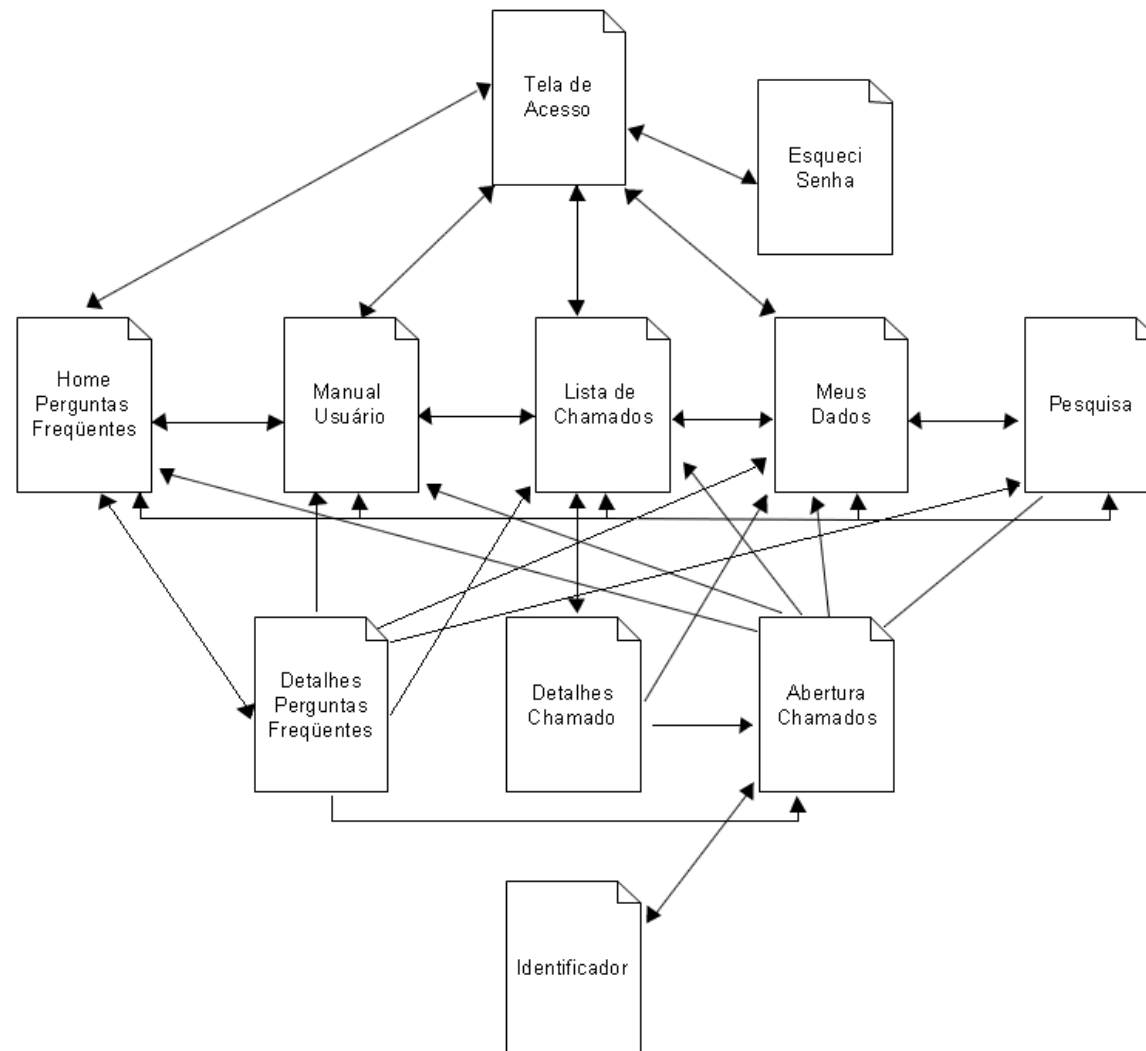 Tela de
Acesso
Esqueci
Senha
Home
Perguntas
Freqüentes
Manual
Usuário
Lista de
Chamados
Meus
Dados
Pesquisa
Detalhes
Perguntas
Freqüentes
Detalhes
Chamado
Abertura
Chamados
Identificador